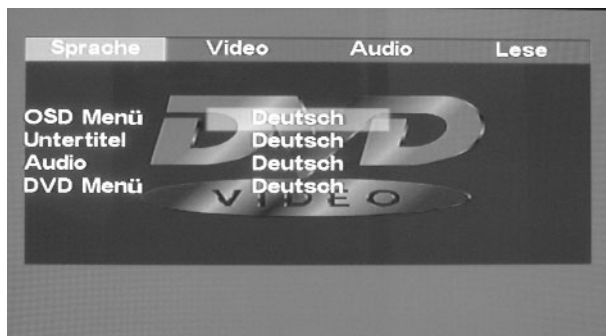 Sprache Video Audio Lese
OSD Menü Deutsch
Untertitel Deutsch
Audio Deutsch
DVD Menü Deutsch
DVD
VIDEO